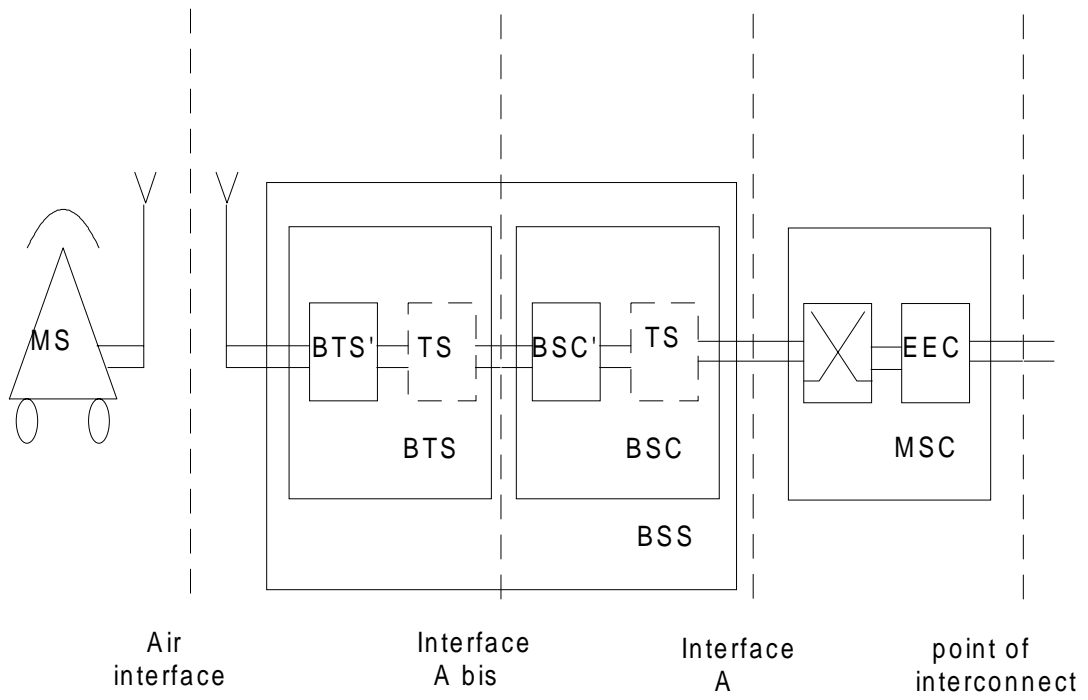 MS
BTS'
TS
BSC'
TS
EEC
BTS
BSC
MSC
BSS
Air
interface
Interface
A bis
Interface
A
point of
interconnect